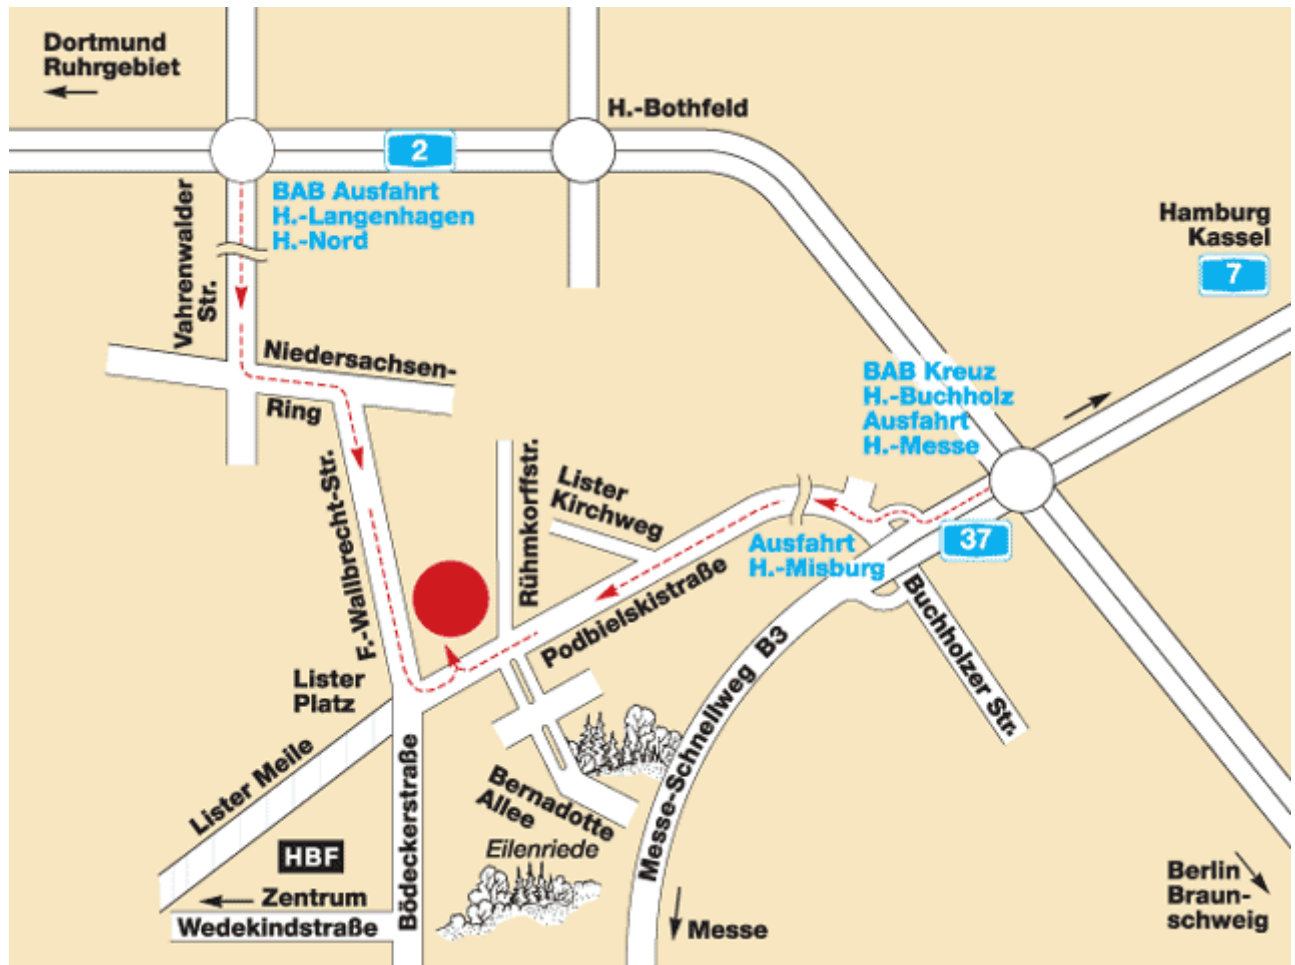 Dortmund
Ruhrgebiet
H.-Bothfeld
2
BAB Ausfahrt
H.-Langenhagen
H.-Nord
Hamburg
Kassel
7
Vahrenwalder
Str.
Niedersachsen-
Ring
BAB Kreuz
H.-Buchholz
Ausfahrt
H.-Messe
F.-Wallbrecht-Str.
Rühmkorffstr.
Lister
Kirchweg
37
Ausfahrt
H.-Misburg
Podbielskistraße
Buchholzer Str.
Messe-Schnellweg B3
Lister
Platz
Lister Meile
Bödeckerstraße
Bernadotte
Allee
Eilenriede
HBF
Zentrum
Wedekindstraße
Messe
Berlin
Braun-
schweig